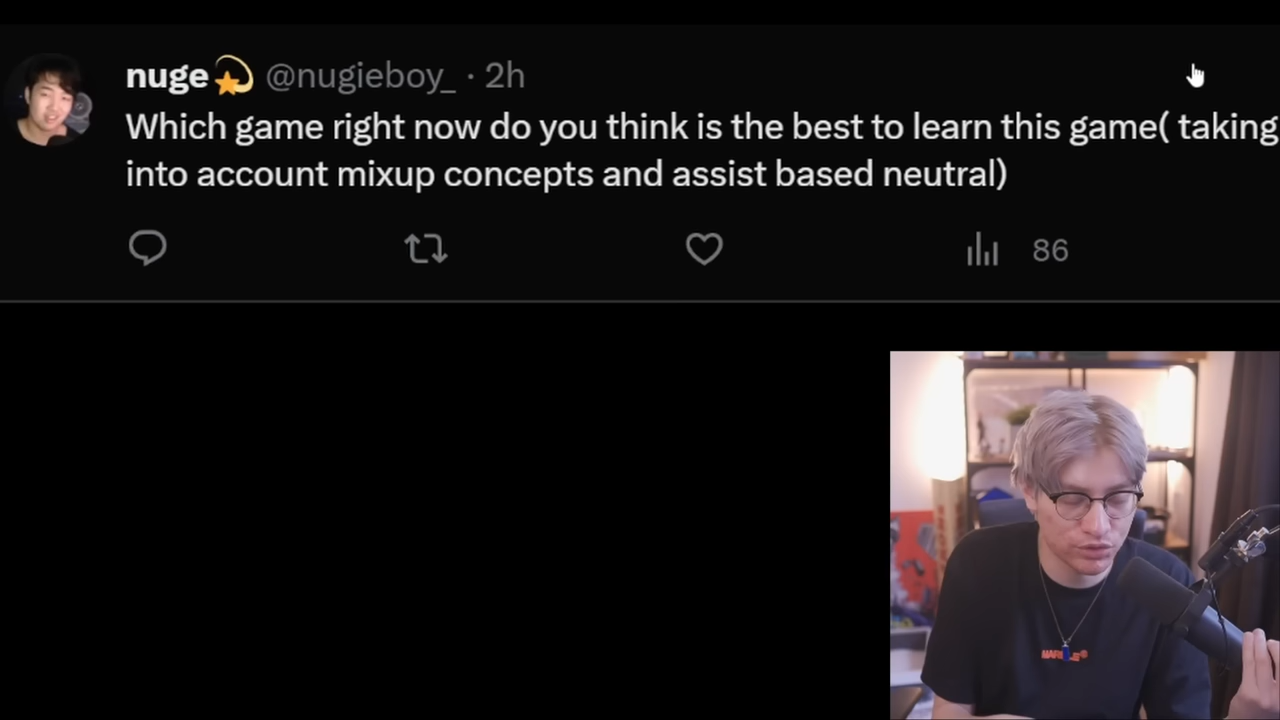 nuge💫 @nugieboy_ · 2h
Which game right now do you think is the best to learn this game( taking
into account mixup concepts and assist based neutral)
86